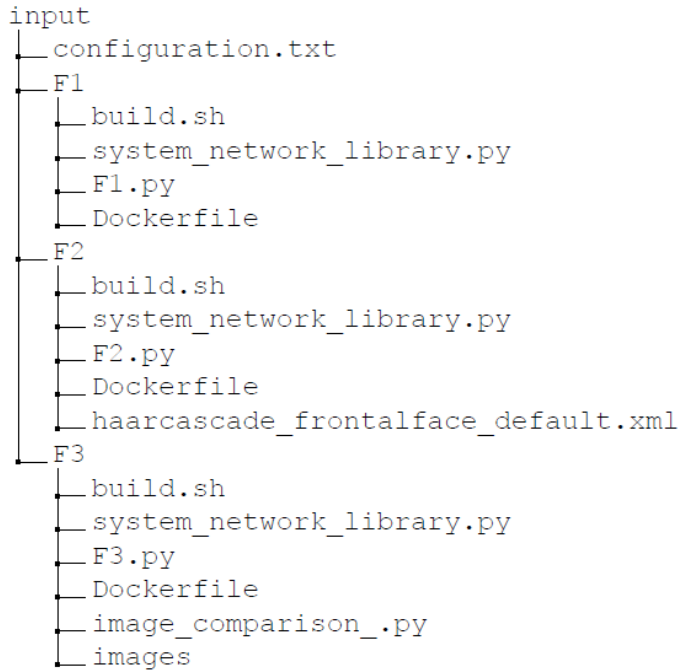 input
configuration.txt
F1
build.sh
system_network_library.py
F1.py
Dockerfile
F2
build.sh
system_network_library.py
F2.py
Dockerfile
haarcascade_frontalface_default.xml
F3
build.sh
system_network_library.py
F3.py
Dockerfile
image_comparison_.py
images